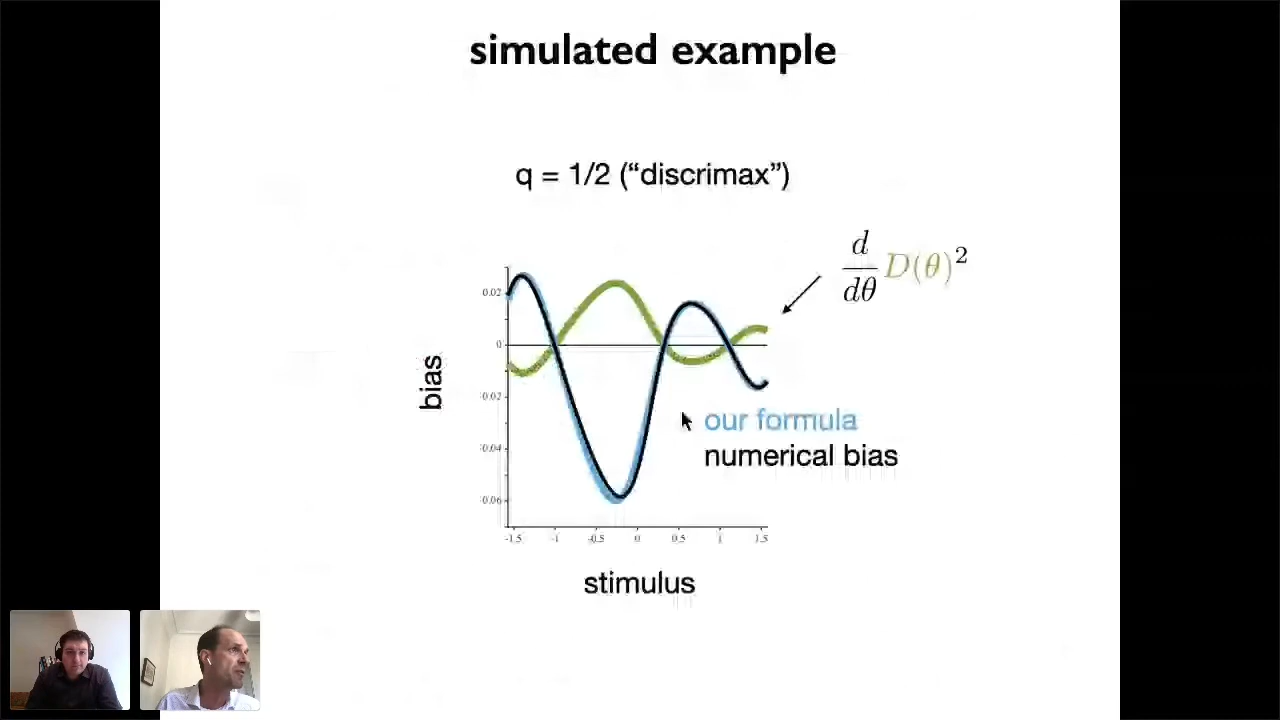 simulated example
q = 1/2 (“discrimax”)
d
dθ
D(θ)²
0.02
0
-0.02
-0.04
-0.06
bias
our formula
numerical bias
-1.5 -1 -0.5 0 0.5 1 1.5
stimulus